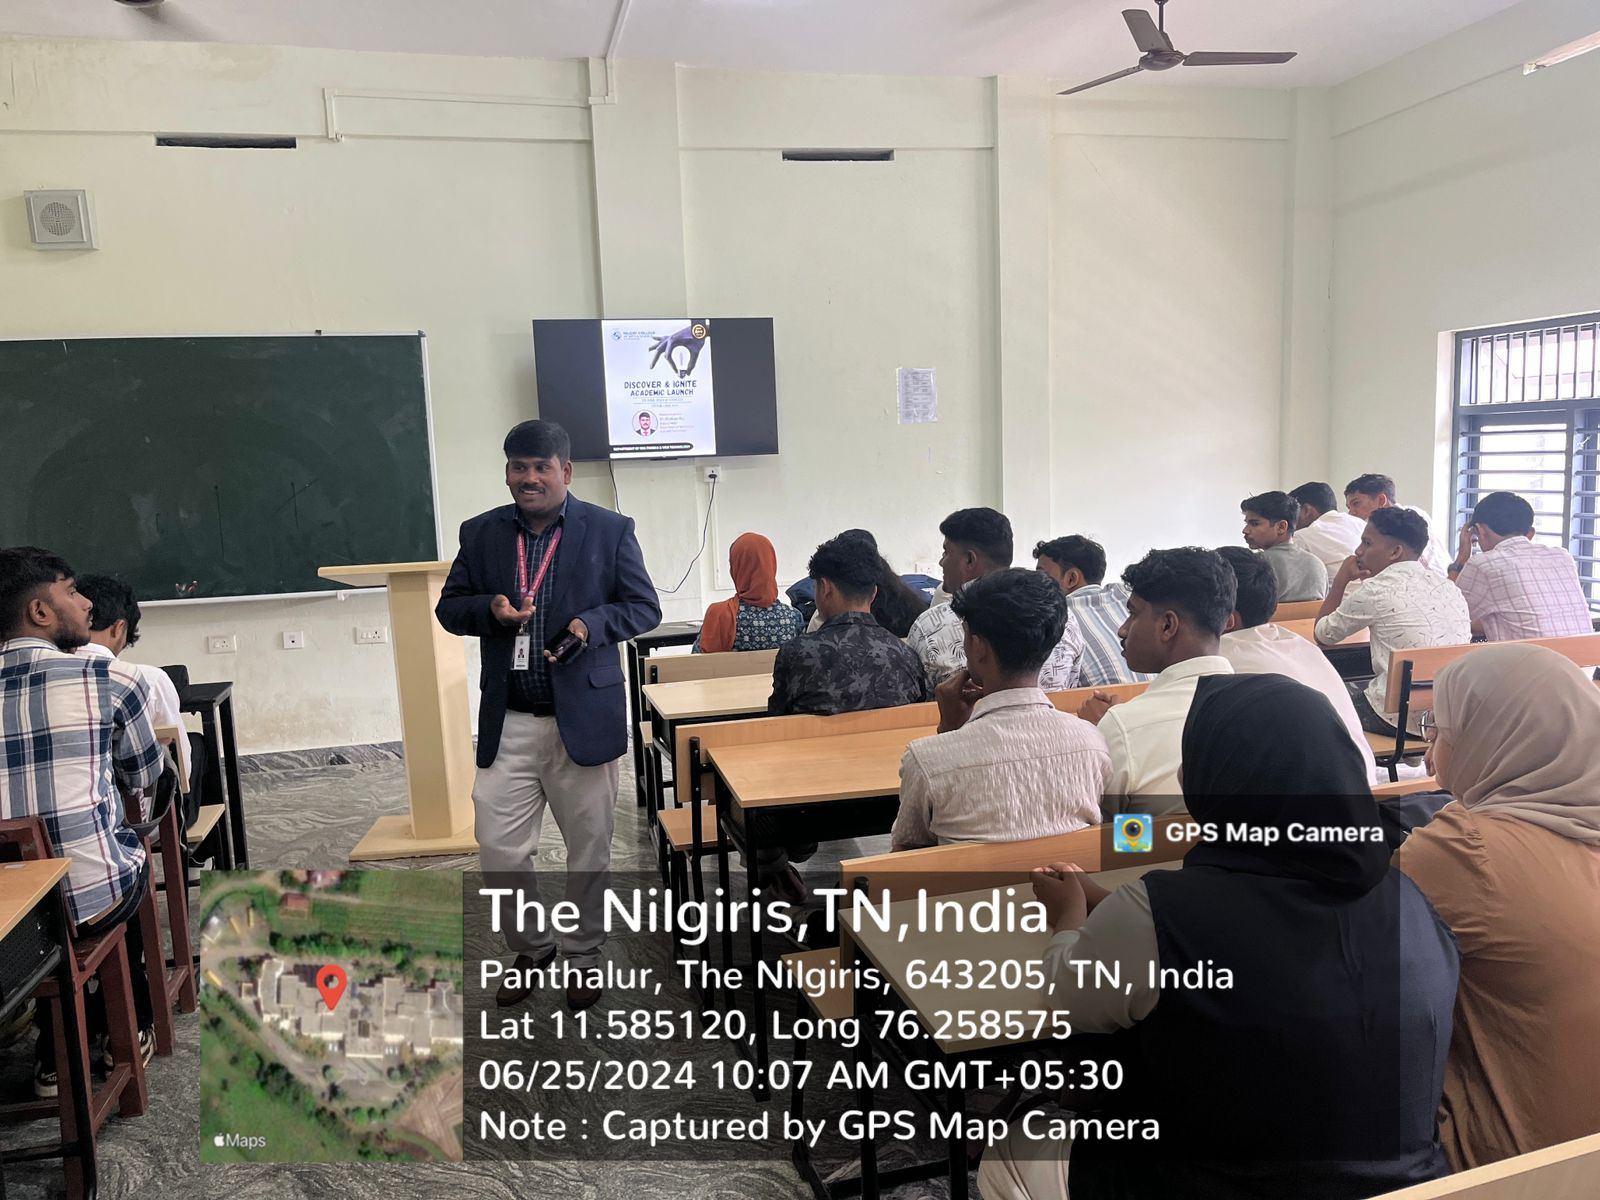 DISCOVER & IGNITE
ACADEMIC LAUNCH
GPS Map Camera
The Nilgiris,TN,India
Panthalur, The Nilgiris, 643205, TN, India
Lat 11.585120, Long 76.258575
06/25/2024 10:07 AM GMT+05:30
Note : Captured by GPS Map Camera
Maps